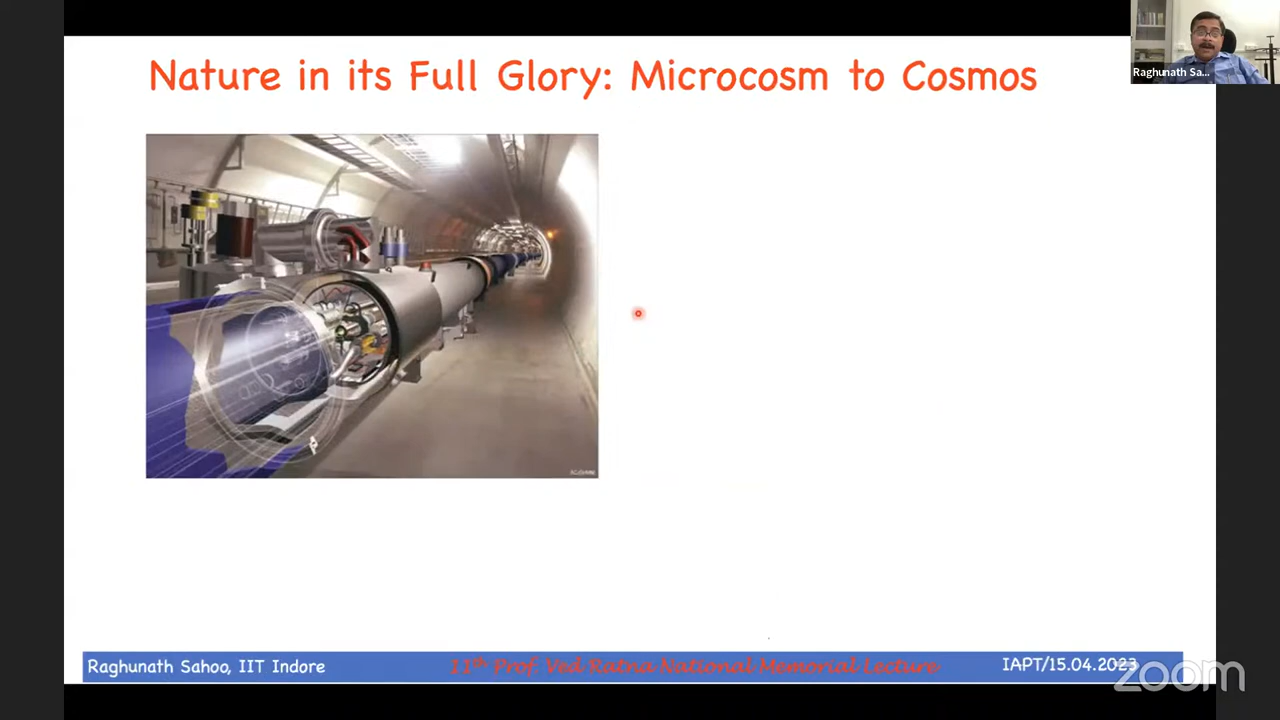 Nature in its Full Glory: Microcosm to Cosmos
Raghunath Sa...
Raghunath Sahoo, IIT Indore
11th Prof. Ved Ratna National Memorial Lecture
IAPT/15.04.2023
zoom